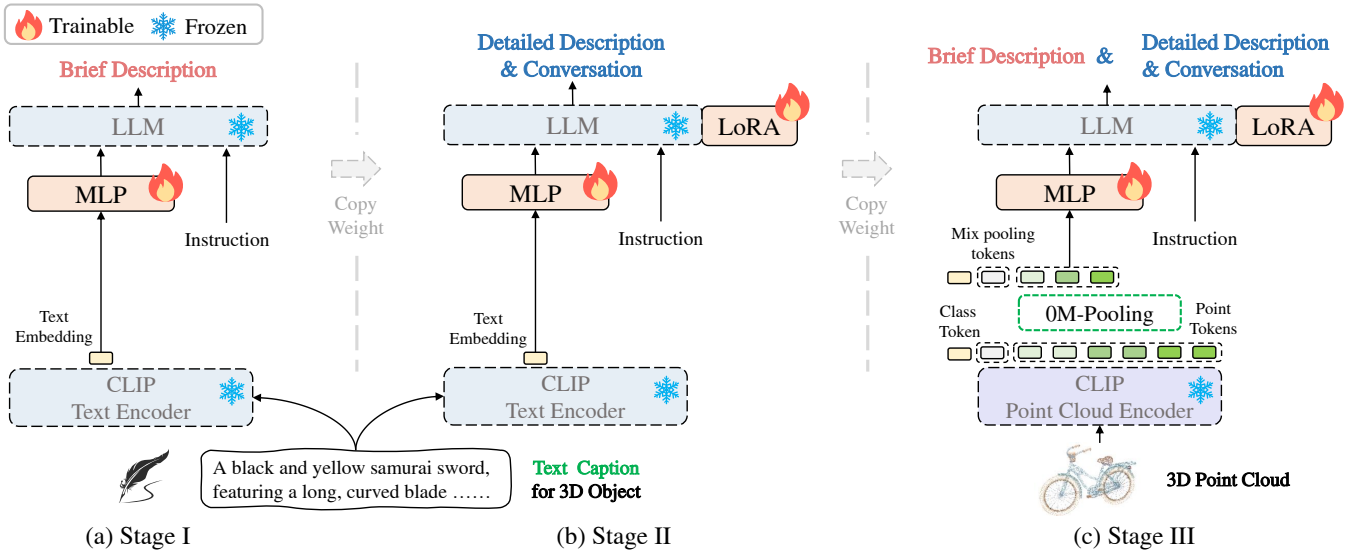 Trainable
Frozen
Brief Description
LLM
MLP
Instruction
Text
Embedding
CLIP
Text Encoder
Copy
Weight
Detailed Description
& Conversation
LLM
LoRA
MLP
Instruction
Text
Embedding
CLIP
Text Encoder
A black and yellow samurai sword,
featuring a long, curved blade ……
Text Caption
for 3D Object
Copy
Weight
Brief Description & Detailed Description
& Conversation
LLM
LoRA
MLP
Instruction
Mix pooling
tokens
0M-Pooling
Class
Token
Point
Tokens
CLIP
Point Cloud Encoder
3D Point Cloud
(a) Stage I
(b) Stage II
(c) Stage III